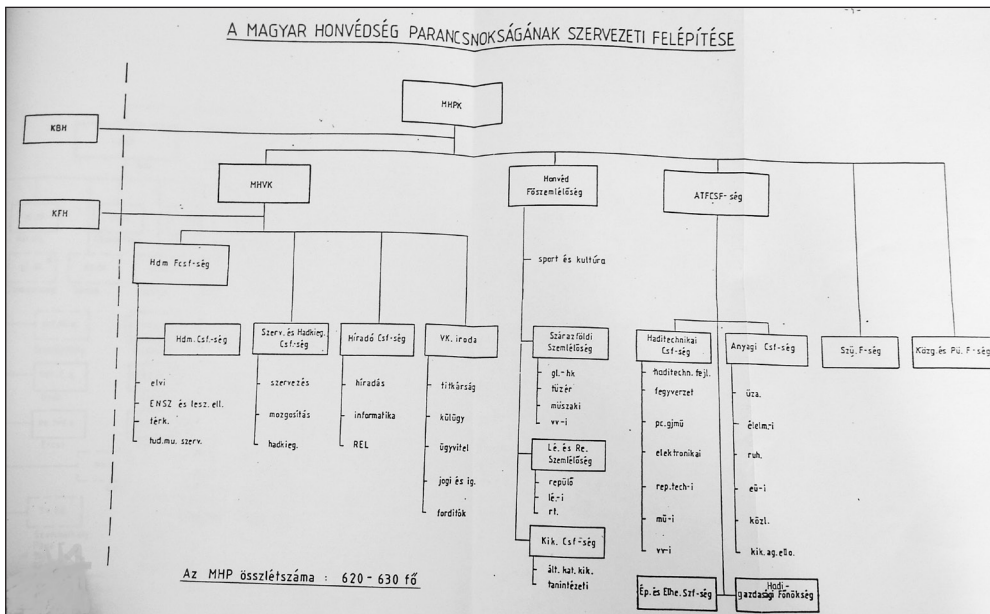 A MAGYAR HONVÉDSÉG PARANCSNOKSÁGÁNAK SZERVEZETI FELÉPÍTÉSE
MHPK
KBH
MHVK
Honvéd
Főszemlélőség
ATFCSF-ség
KFH
Hdm Fcsf-ség
sport és kultúra
Hdm. Csf.-ség
elvi
ENSZ és lesz. ell.
térk.
tud. mu. szerv.
Szerv. és Hadkieg.
Csf.-ség
szervezés
mozgosítás
hadkieg.
Híradó Csf-ség
híradás
informatika
REL
VK. iroda
titkárság
külügy
ügyvitel
jogi és ig.
fordítók
Szárazföldi
Szemlélőség
gl.-hk
tüzér
műszaki
vv-i
Lé. és Re.
Szemlélőség
repülő
lé.-i
rt.
Kik. Csf-ség
ált. kat. kik.
tanintézeti
Haditechnikai
Csf-ség
haditechn. fejl.
fegyverzet
pc. gjmű
elektronikai
rep. tech-i
mű-i
vv-i
Anyagi Csf-ség
üza.
élelm.-i
ruh.
eü-i
közl.
kik. ag. ello.
Ép. és Elhe. Szf-ség
Hadi-
gazdasági Főnökség
Szü. F-ség
Közg. és Pü. F-ség
Az MHP összlétszáma : 620 - 630 fő